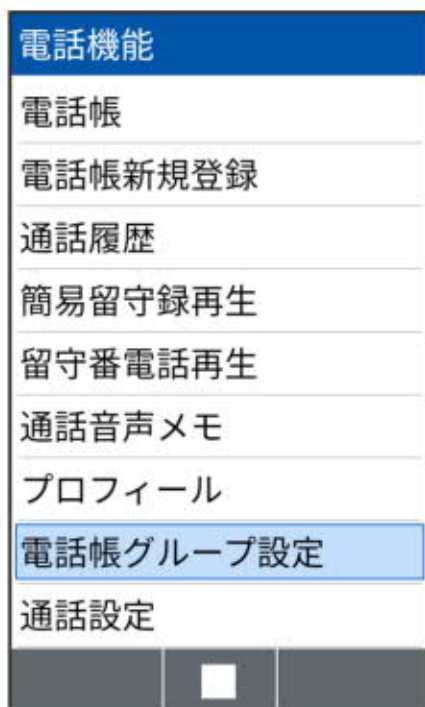 電話機能
電話帳
電話帳新規登録
通話履歴
簡易留守録再生
留守番電話再生
通話音声メモ
プロフィール
電話帳グループ設定
通話設定